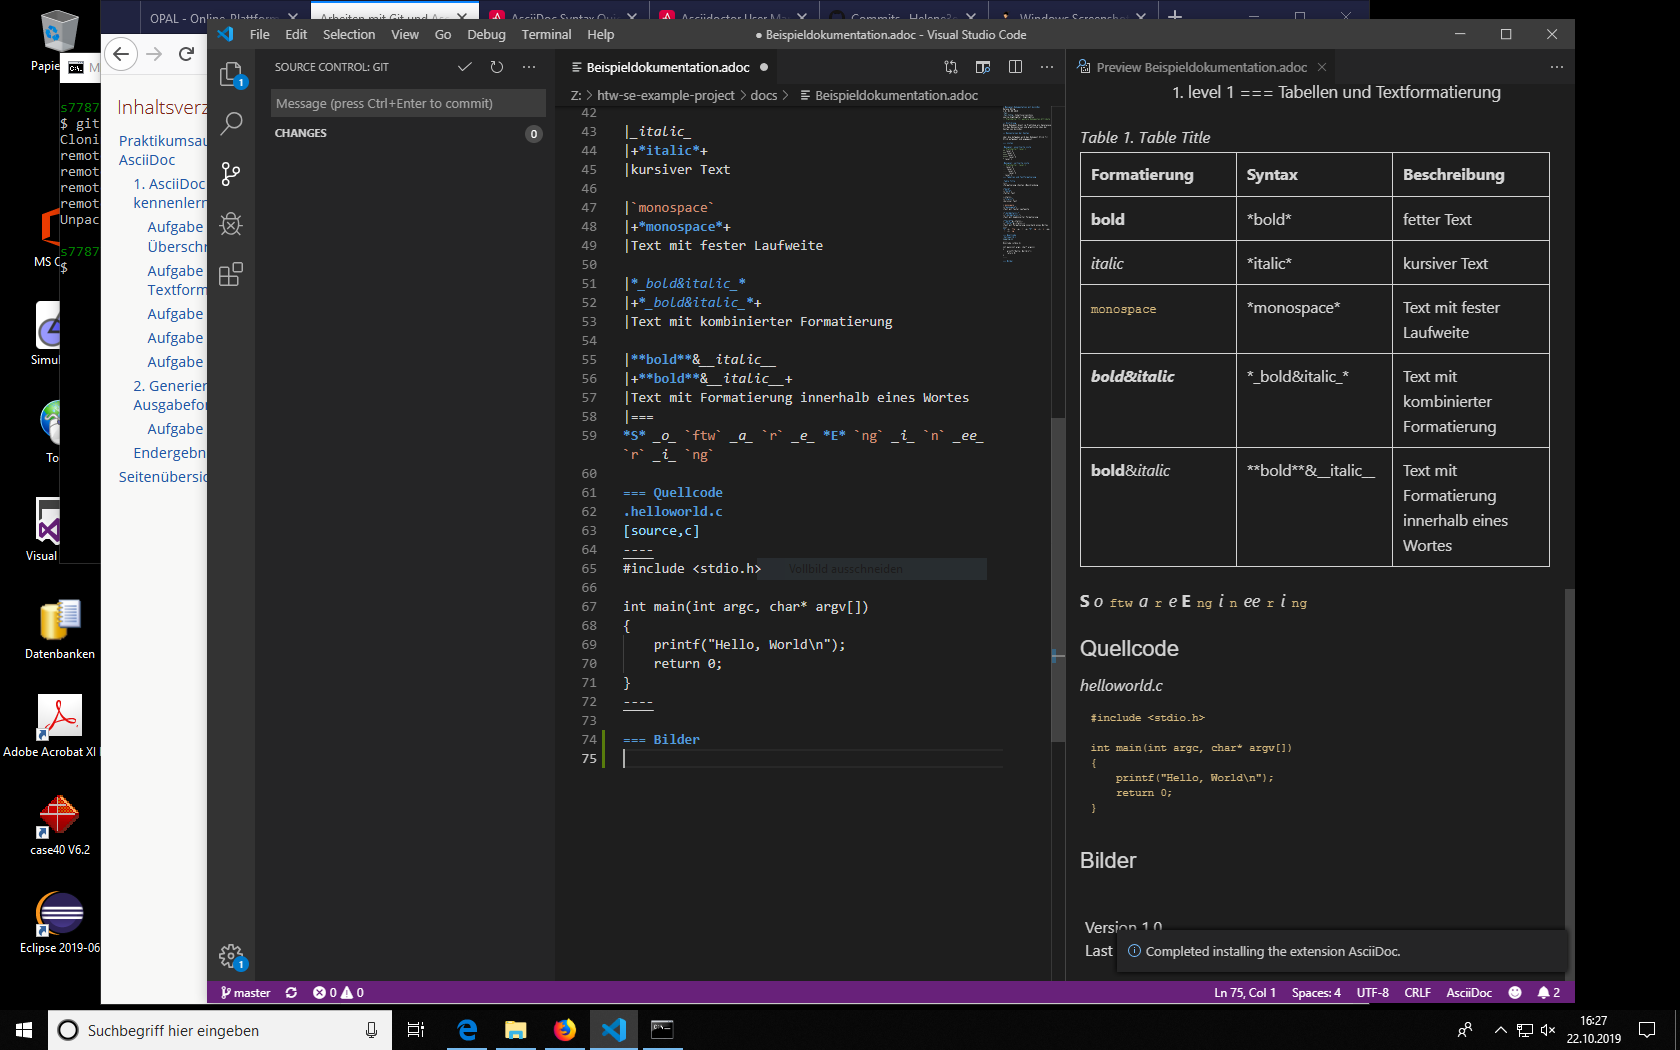 OPAL - Online-Plattform
Arbeiten mit Git und As
AsciiDoc Syntax Qui
Asciidoctor User Ma
Commits · Helene2
Windows Screenshot
File Edit Selection View Go Debug Terminal Help
● Beispieldokumentation.adoc - Visual Studio Code
Papie
MS O
Simul
To
Visual
Datenbanken
Adobe Acrobat XI
case40 V6.2
Eclipse 2019-06
M
s7787
$ git
Cloni
remot
remot
remot
remot
Unpac
s7787
$
Inhaltsverz
Praktikumsau
AsciiDoc
1. AsciiDoc
kennenlern
Aufgabe
Überschr
Aufgabe
Textform
Aufgabe
Aufgabe
Aufgabe
2. Generier
Ausgabefor
Aufgabe
Endergebn
Seitenübersic
SOURCE CONTROL: GIT
Message (press Ctrl+Enter to commit)
CHANGES 0
1
1
Beispieldokumentation.adoc
Z: > htw-se-example-project > docs > Beispieldokumentation.adoc
42
43 |_italic_
44 |+*italic*+
45 |kursiver Text
46
47 |`monospace`
48 |+*monospace*+
49 |Text mit fester Laufweite
50
51 |*_bold&italic_*
52 |+*_bold&italic_*+
53 |Text mit kombinierter Formatierung
54
55 |**bold**&__italic__
56 |+**bold**&__italic__+
57 |Text mit Formatierung innerhalb eines Wortes
58 |===
59 *S* _o_ `ftw` _a_ `r` _e_ *E* `ng` _i_ `n` _ee_
`r` _i_ `ng`
60
61 === Quellcode
62 .helloworld.c
63 [source,c]
64 ----
65 #include <stdio.h>
Vollbild ausschneiden
66
67 int main(int argc, char* argv[])
68 {
69 printf("Hello, World\n");
70 return 0;
71 }
72 ----
73
74 === Bilder
75
Preview Beispieldokumentation.adoc
1. level 1 === Tabellen und Textformatierung
Table 1. Table Title
Formatierung Syntax Beschreibung
bold *bold* fetter Text
italic *italic* kursiver Text
monospace *monospace* Text mit fester
Laufweite
bold&italic *_bold&italic_* Text mit
kombinierter
Formatierung
bold&italic **bold**&__italic__ Text mit
Formatierung
innerhalb eines
Wortes
S o ftw a r e E ng i n ee r i ng
Quellcode
helloworld.c
#include <stdio.h>
int main(int argc, char* argv[])
{
printf("Hello, World\n");
return 0;
}
Bilder
Version 1.0
Last
Completed installing the extension AsciiDoc.
master 0 0
Ln 75, Col 1 Spaces: 4 UTF-8 CRLF AsciiDoc 2
Suchbegriff hier eingeben
16:27
22.10.2019